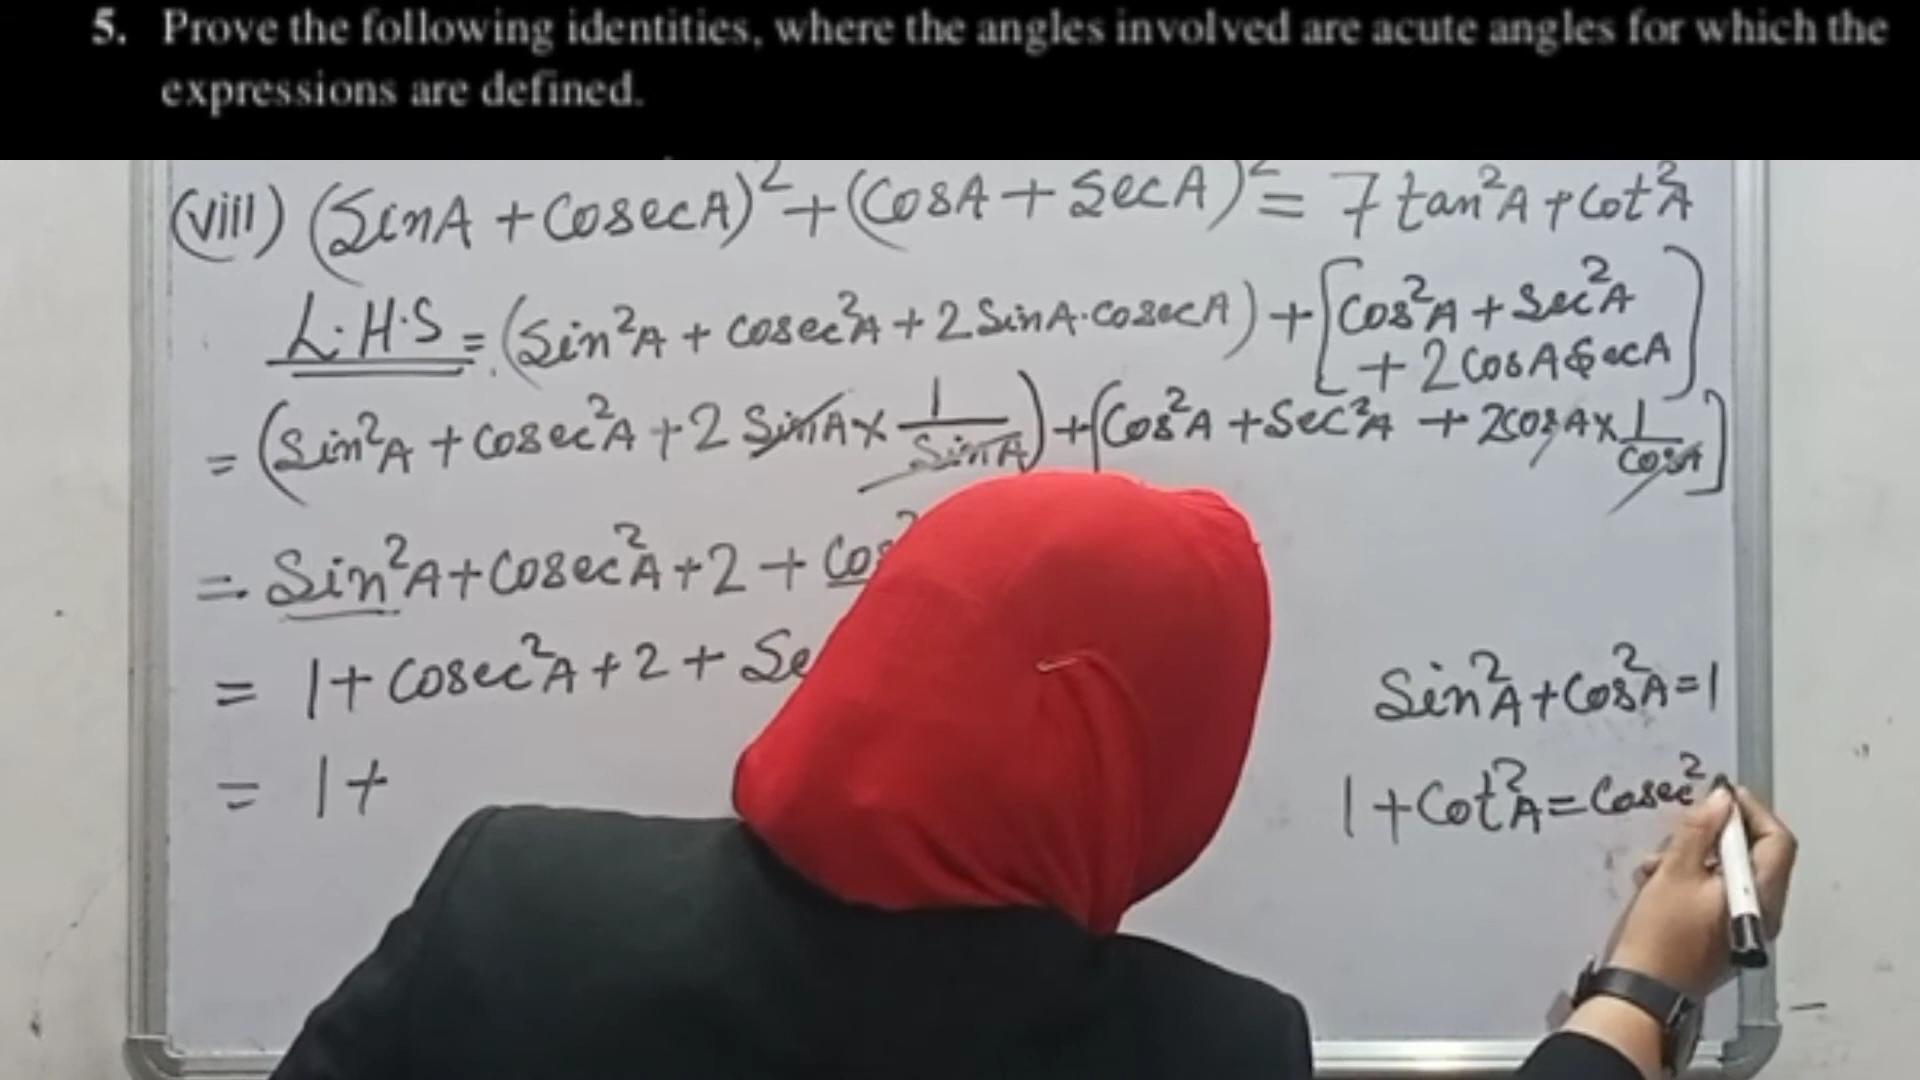 5. Prove the following identities, where the angles involved are acute angles for which the
expressions are defined.
(viii) (SinA + CosecA)² + (CosA + SecA)² = 7 tan²A + Cot²A
L.H.S = (Sin²A + Cosec²A + 2 SinA·CosecA) + [Cos²A + Sec²A
+ 2 CosA SecA]
= (Sin²A + Cosec²A + 2 SinA × 1/SinA) + [Cos²A + Sec²A + 2CosA × 1/CosA]
= Sin²A + Cosec²A + 2 + Cos²
= 1 + Cosec²A + 2 + Se
Sin²A + Cos²A = 1
= 1 +
1 + Cot²A = Cosec²